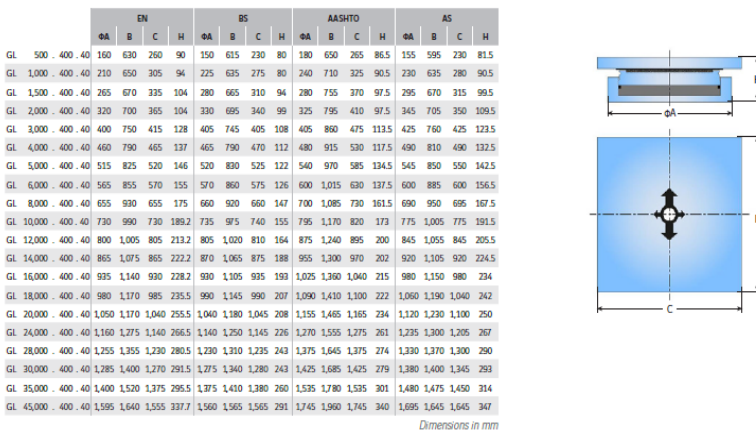 EN BS AASHTO AS
ΦA B C H ΦA B C H ΦA B C H ΦA B C H
GL 500 . 400 . 40 160 630 260 90 150 615 230 80 180 650 265 86.5 155 595 230 81.5
GL 1,000 . 400 . 40 210 650 305 94 225 635 275 80 240 710 325 90.5 230 635 280 90.5
GL 1,500 . 400 . 40 265 670 335 104 280 665 310 94 280 755 370 97.5 295 670 315 99.5
GL 2,000 . 400 . 40 320 700 365 104 330 695 340 99 325 795 410 97.5 345 705 350 109.5
GL 3,000 . 400 . 40 400 750 415 128 405 745 405 108 405 860 475 113.5 425 760 425 123.5
GL 4,000 . 400 . 40 460 790 465 137 465 790 470 112 480 915 530 117.5 490 810 490 132.5
GL 5,000 . 400 . 40 515 825 520 146 520 830 525 122 540 970 585 134.5 545 850 550 142.5
GL 6,000 . 400 . 40 565 855 570 155 570 860 575 126 600 1,015 630 137.5 600 885 600 156.5
GL 8,000 . 400 . 40 655 930 655 175 660 920 660 147 700 1,085 730 161.5 690 950 695 167.5
GL 10,000 . 400 . 40 730 990 730 189.2 735 975 740 155 795 1,170 820 173 775 1,005 775 191.5
GL 12,000 . 400 . 40 800 1,005 805 213.2 805 1,020 810 164 875 1,240 895 200 845 1,055 845 205.5
GL 14,000 . 400 . 40 865 1,075 865 222.2 870 1,065 875 188 955 1,300 970 202 920 1,105 920 224.5
GL 16,000 . 400 . 40 935 1,140 930 228.2 930 1,105 935 193 1,025 1,360 1,040 215 980 1,150 980 234
GL 18,000 . 400 . 40 980 1,170 985 235.5 990 1,145 990 207 1,090 1,410 1,100 222 1,060 1,190 1,040 242
GL 20,000 . 400 . 40 1,050 1,170 1,040 255.5 1,040 1,180 1,045 208 1,155 1,465 1,165 234 1,120 1,230 1,100 250
GL 24,000 . 400 . 40 1,160 1,275 1,140 266.5 1,140 1,250 1,145 226 1,270 1,555 1,275 261 1,235 1,300 1,205 267
GL 28,000 . 400 . 40 1,255 1,355 1,230 280.5 1,230 1,310 1,235 243 1,375 1,645 1,375 274 1,330 1,370 1,300 290
GL 30,000 . 400 . 40 1,285 1,400 1,270 291.5 1,275 1,340 1,280 243 1,425 1,685 1,425 279 1,380 1,400 1,345 293
GL 35,000 . 400 . 40 1,400 1,520 1,375 295.5 1,375 1,410 1,380 260 1,535 1,780 1,535 301 1,480 1,475 1,450 314
GL 45,000 . 400 . 40 1,595 1,640 1,555 337.7 1,560 1,565 1,565 291 1,745 1,960 1,745 340 1,695 1,645 1,645 347
Dimensions in mm
ΦA
C